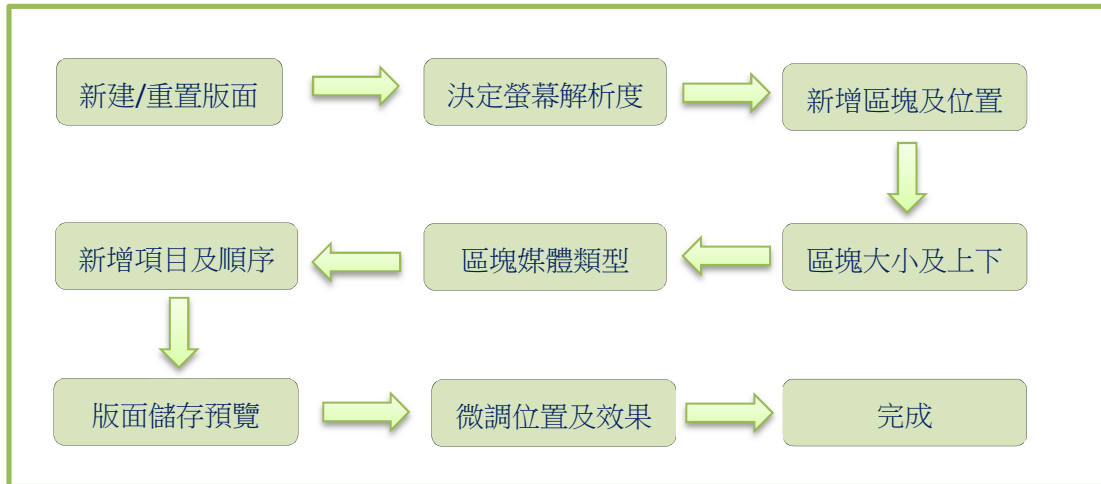 新建/重置版面
決定螢幕解析度
新增區塊及位置
區塊大小及上下
區塊媒體類型
新增項目及順序
版面儲存預覽
微調位置及效果
完成